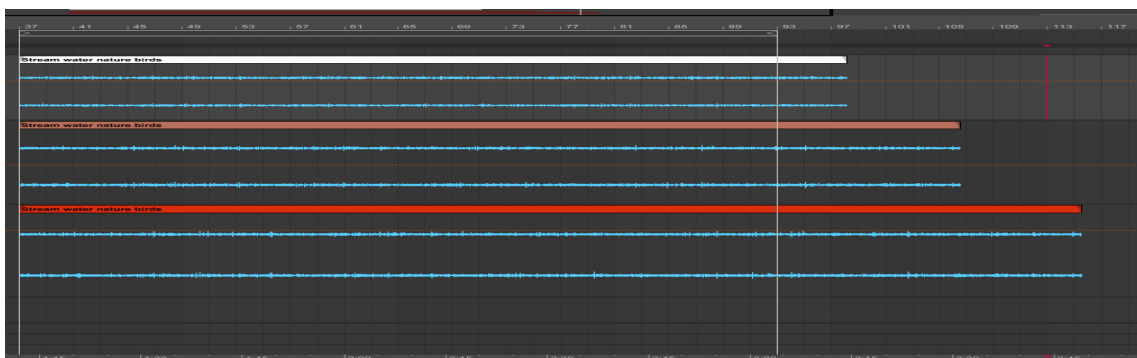 37 41 45 49 53 57 61 65 69 73 77 81 85 89 93 97 101 105 109 113 117
Stream water nature birds
Stream water nature birds
Stream water nature birds